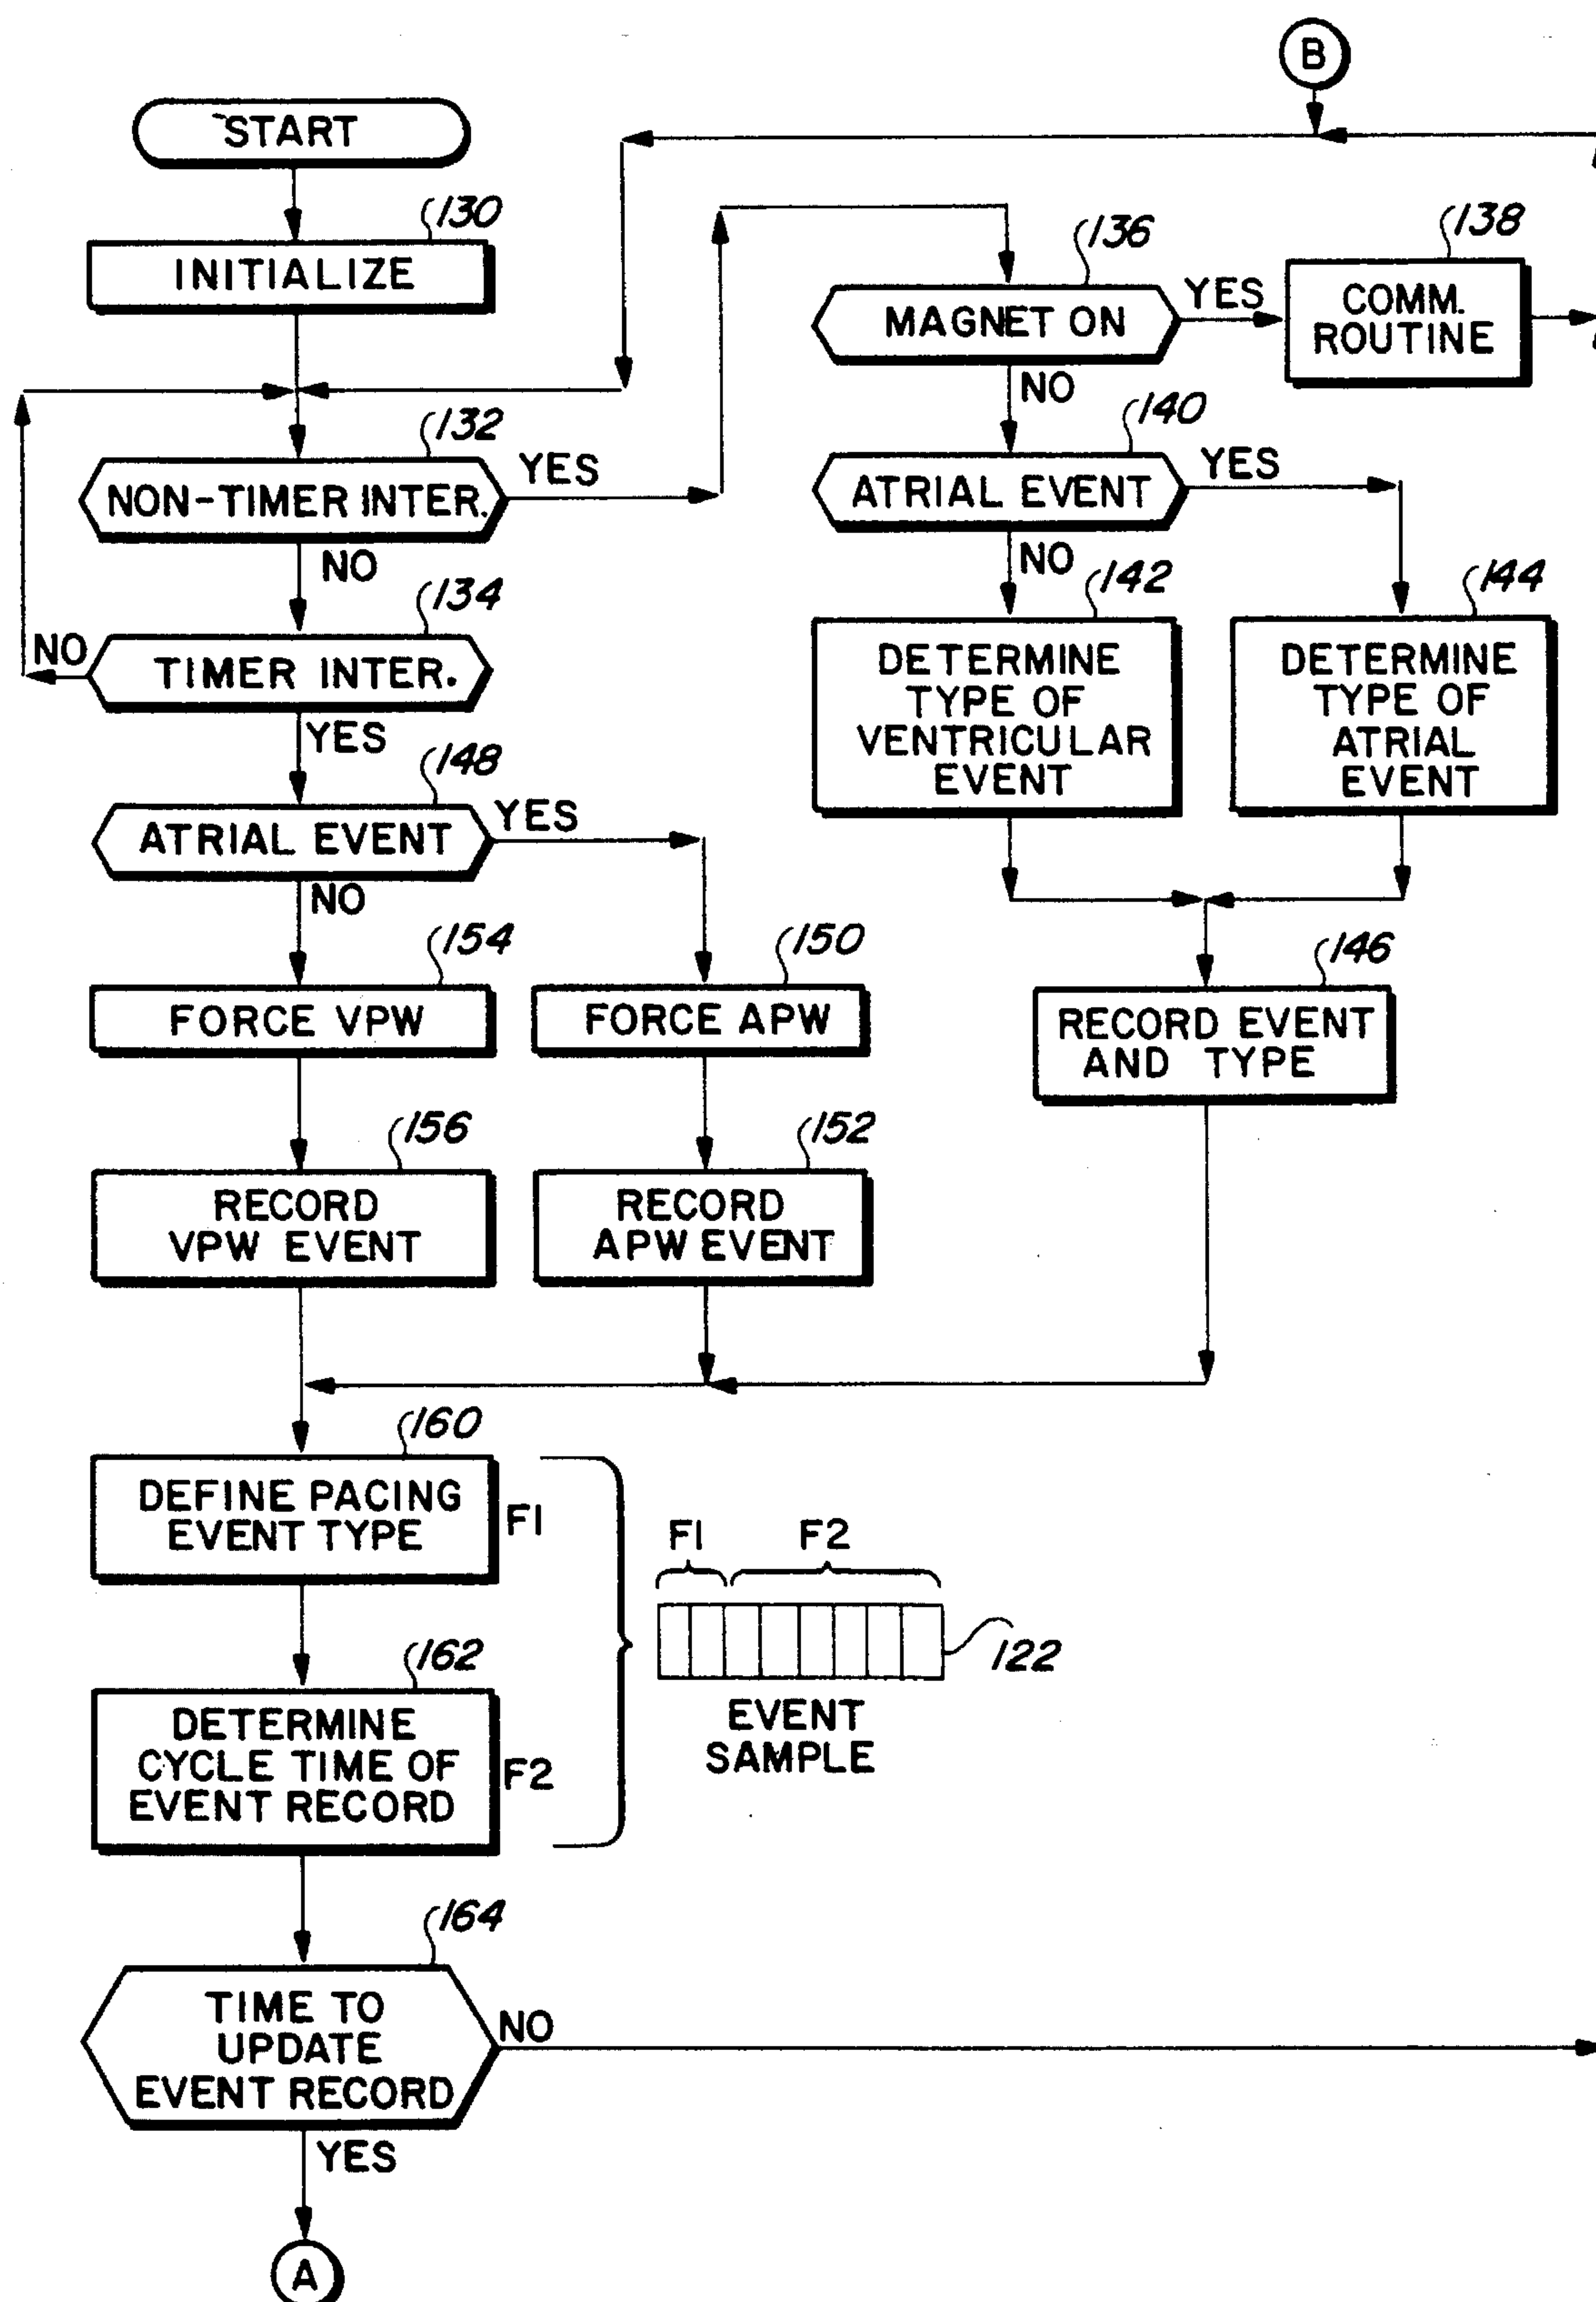 B
START
130
INITIALIZE
136
138
MAGNET ON
YES
COMM.
ROUTINE
NO
132
NON-TIMER INTER.
YES
NO
140
ATRIAL EVENT
YES
NO
134
NO
TIMER INTER.
YES
142
DETERMINE
TYPE OF
VENTRICULAR
EVENT
144
DETERMINE
TYPE OF
ATRIAL
EVENT
148
ATRIAL EVENT
YES
NO
154
FORCE VPW
150
FORCE APW
146
RECORD EVENT
AND TYPE
156
RECORD
VPW EVENT
152
RECORD
APW EVENT
160
DEFINE PACING
EVENT TYPE
F1
F1
F2
122
EVENT
SAMPLE
162
DETERMINE
CYCLE TIME OF
EVENT RECORD
F2
164
TIME TO
UPDATE
EVENT RECORD
NO
YES
A